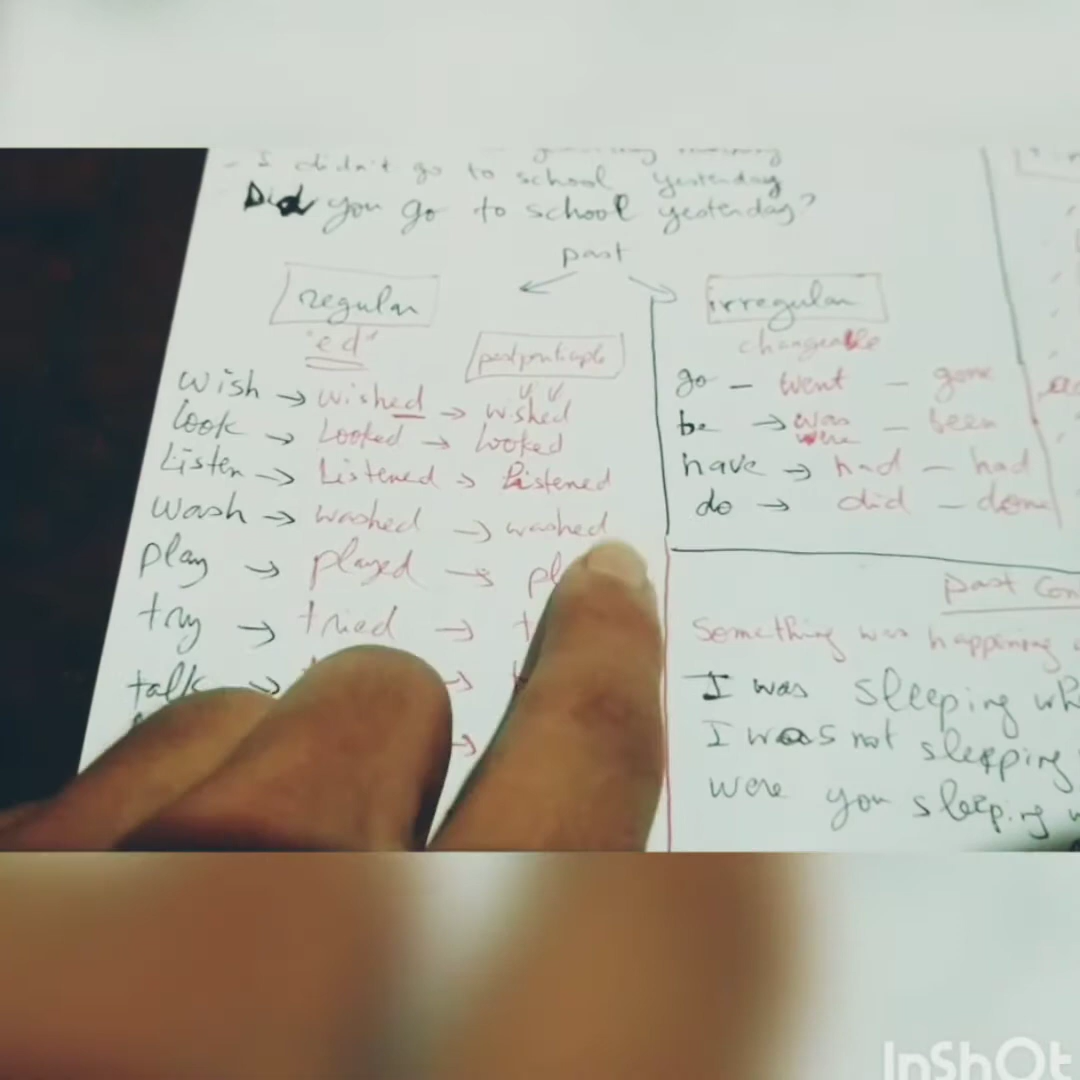 - I didn't go to school yesterday
Did you go to school yesterday?
past
regular
"ed"
past participle
wish → wished → wished
Look → Looked → Looked
Listen → Listened → Listened
wash → washed → washed
play → played → pl
try → tried → t
talk →
→
irregular
changeable
go - went - gone
be → was were - been
have → had - had
do → did - done
past Con
Something was happening
I was sleeping wh
I was not sleeping
were you sleeping w
InShOt